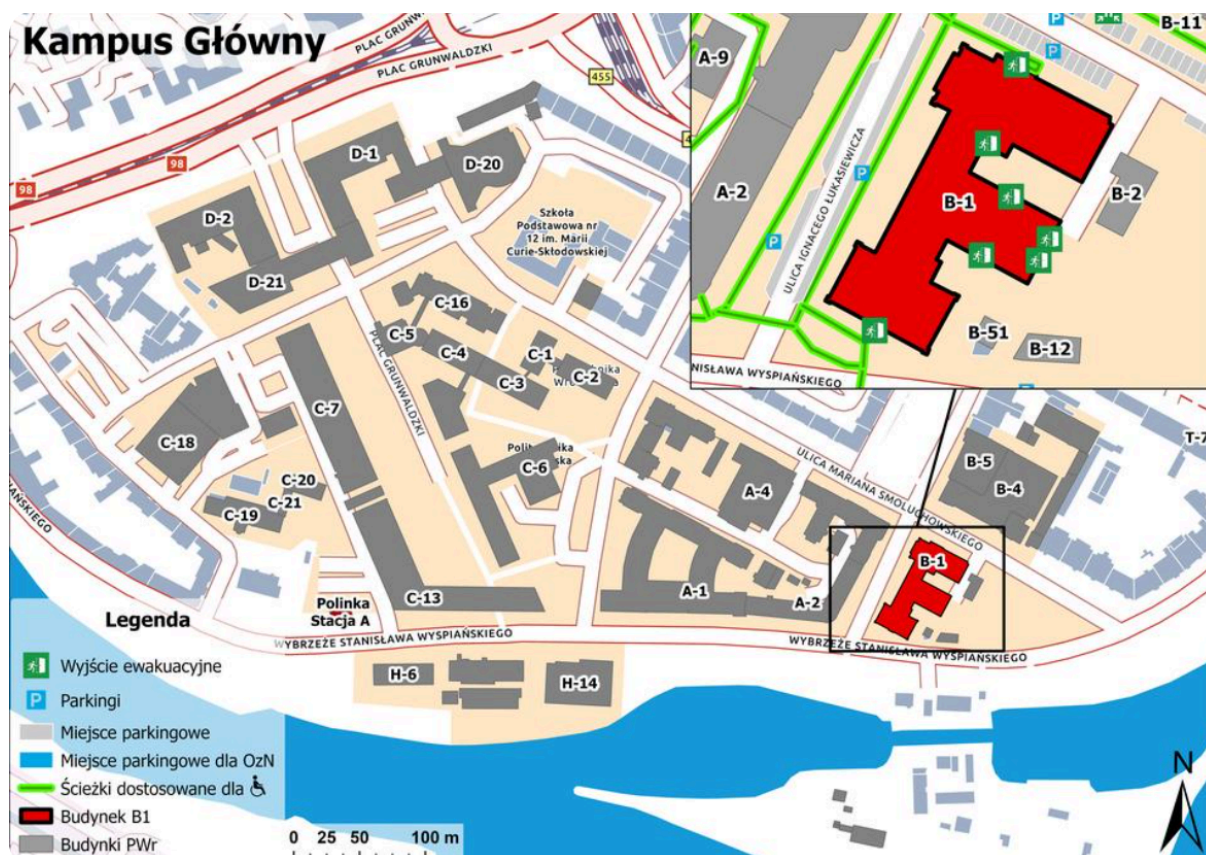 Kampus Główny
PLAC GRUNWALDZKI
PLAC GRUNWALDZKI
455
98
98
D-1
D-20
D-2
D-21
Szkoła
Podstawowa nr
12 im. Marii
Curie-Skłodowskiej
C-16
C-5
C-4
C-1
C-2
C-3
PLAC GRUNWALDZKI
C-7
C-18
C-6
C-20
C-21
C-19
A-4
ULICA MARIANA SMOLUCHOWSKIEGO
B-5
B-4
T-7
B-1
A-1
A-2
C-13
Polinka
Stacja A
WYBRZEŻE STANISŁAWA WYSPIAŃSKIEGO
WYBRZEŻE STANISŁAWA WYSPIAŃSKIEGO
H-6
H-14
A-9
A-2
B-11
P
P
P
P
ULICA IGNACEGO ŁUKASIEWICZA
B-1
B-2
B-51
B-12
NISŁAWA WYSPIAŃSKIEGO
Legenda
Wyjście ewakuacyjne
P Parkingi
Miejsce parkingowe
Miejsce parkingowe dla OzN
Ścieżki dostosowane dla
Budynek B1
Budynki PWr
0 25 50 100 m
N